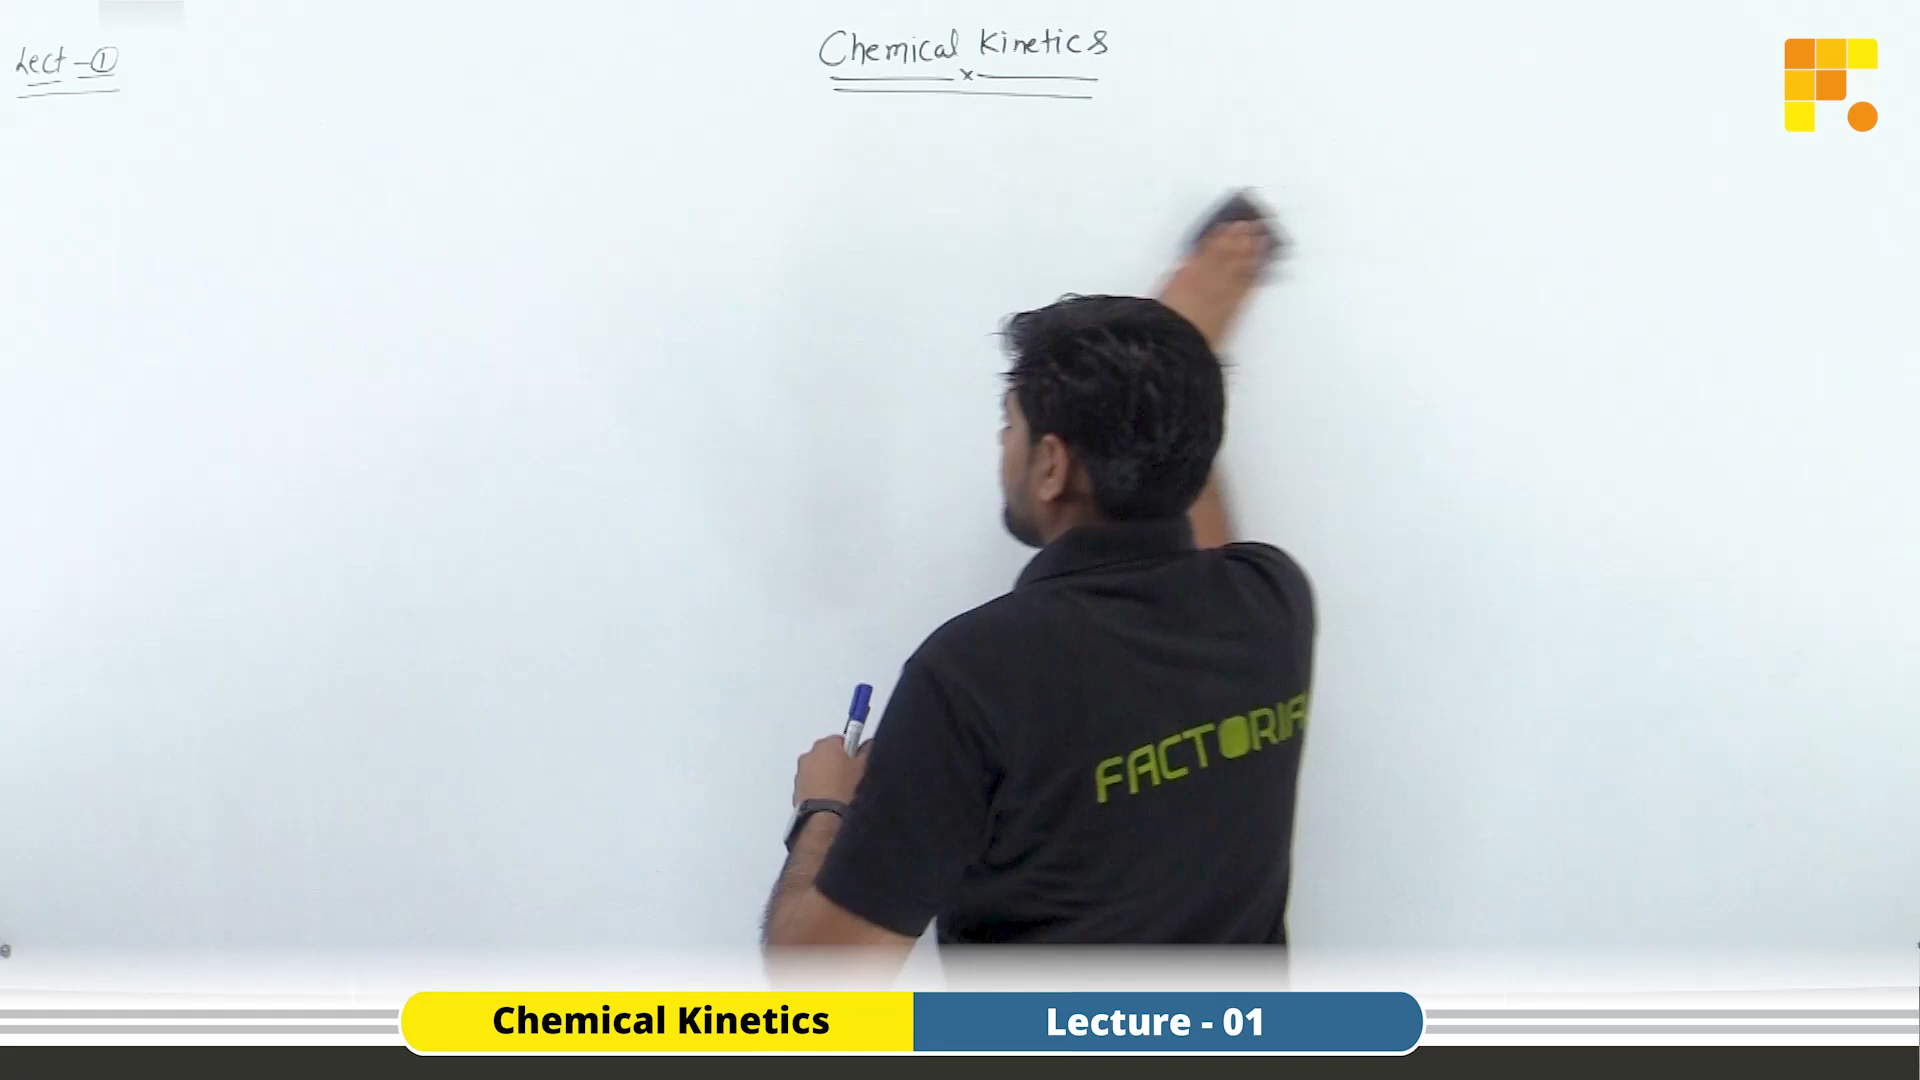 Chemical Kinetics
Lect - ①
x
FACTORIA
Chemical Kinetics
Lecture - 01